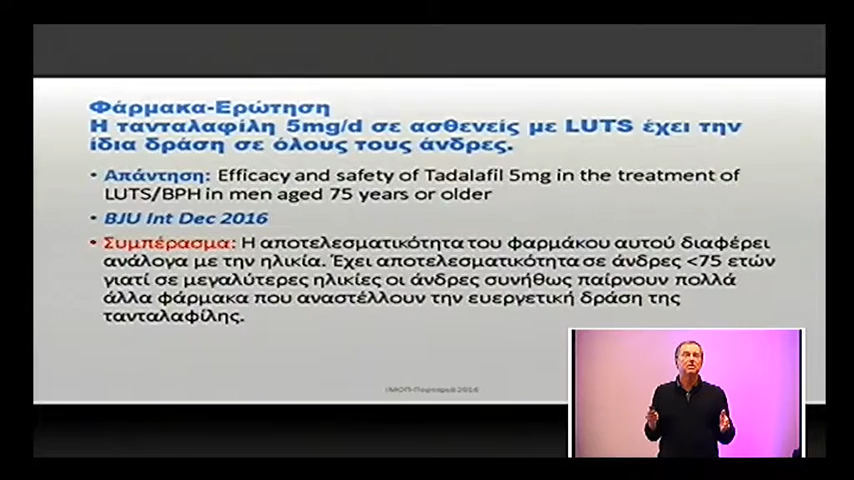 Φάρμακα-Ερώτηση
Η τανταλαφίλη 5mg/d σε ασθενείς με LUTS έχει την
ίδια δράση σε όλους τους άνδρες.
• Απάντηση: Efficacy and safety of Tadalafil 5mg in the treatment of
LUTS/BPH in men aged 75 years or older
• BJU Int Dec 2016
• Συμπέρασμα: Η αποτελεσματικότητα του φαρμάκου αυτού διαφέρει
ανάλογα με την ηλικία. Έχει αποτελεσματικότητα σε άνδρες <75 ετών
γιατί σε μεγαλύτερες ηλικίες οι άνδρες συνήθως παίρνουν πολλά
άλλα φάρμακα που αναστέλλουν την ευεργετική δράση της
τανταλαφίλης.